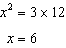 x² = 3 × 12
x = 6